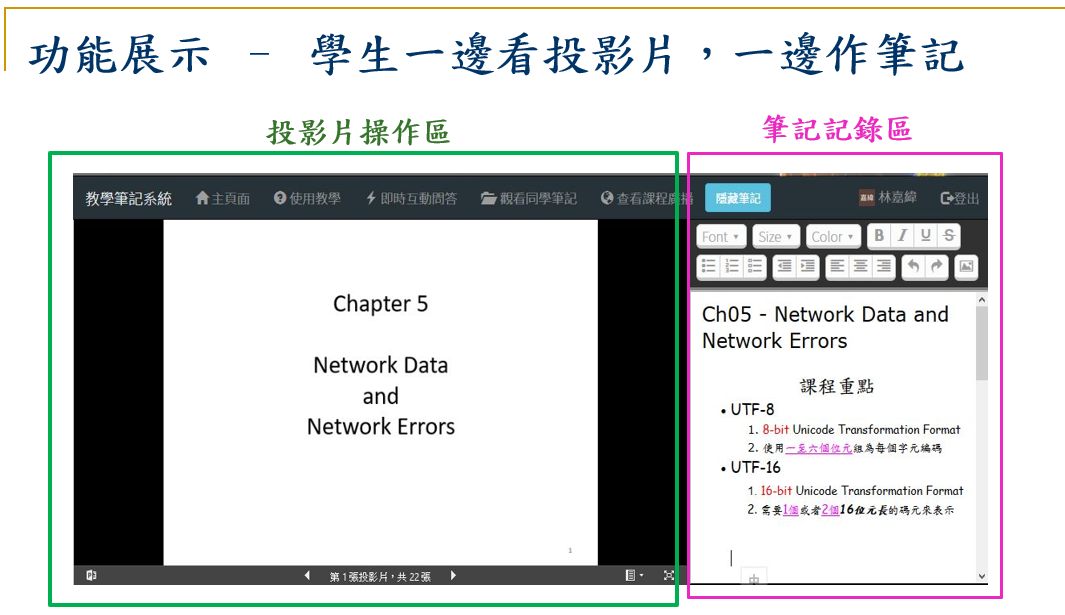 功能展示 – 學生一邊看投影片，一邊作筆記
投影片操作區
筆記記錄區
教學筆記系統 主頁面 使用教學 即時互動問答 觀看同學筆記 查看課程廣播 隱藏筆記 嘉緯 林嘉緯 登出
Font Size Color B I U S
Chapter 5
Network Data
and
Network Errors
1
第1張投影片，共22張
Ch05 - Network Data and
Network Errors
課程重點
• UTF-8
1. 8-bit Unicode Transformation Format
2. 使用一至六個位元組為每個字元編碼
• UTF-16
1. 16-bit Unicode Transformation Format
2. 需要1個或者2個16位元長的碼元來表示
中